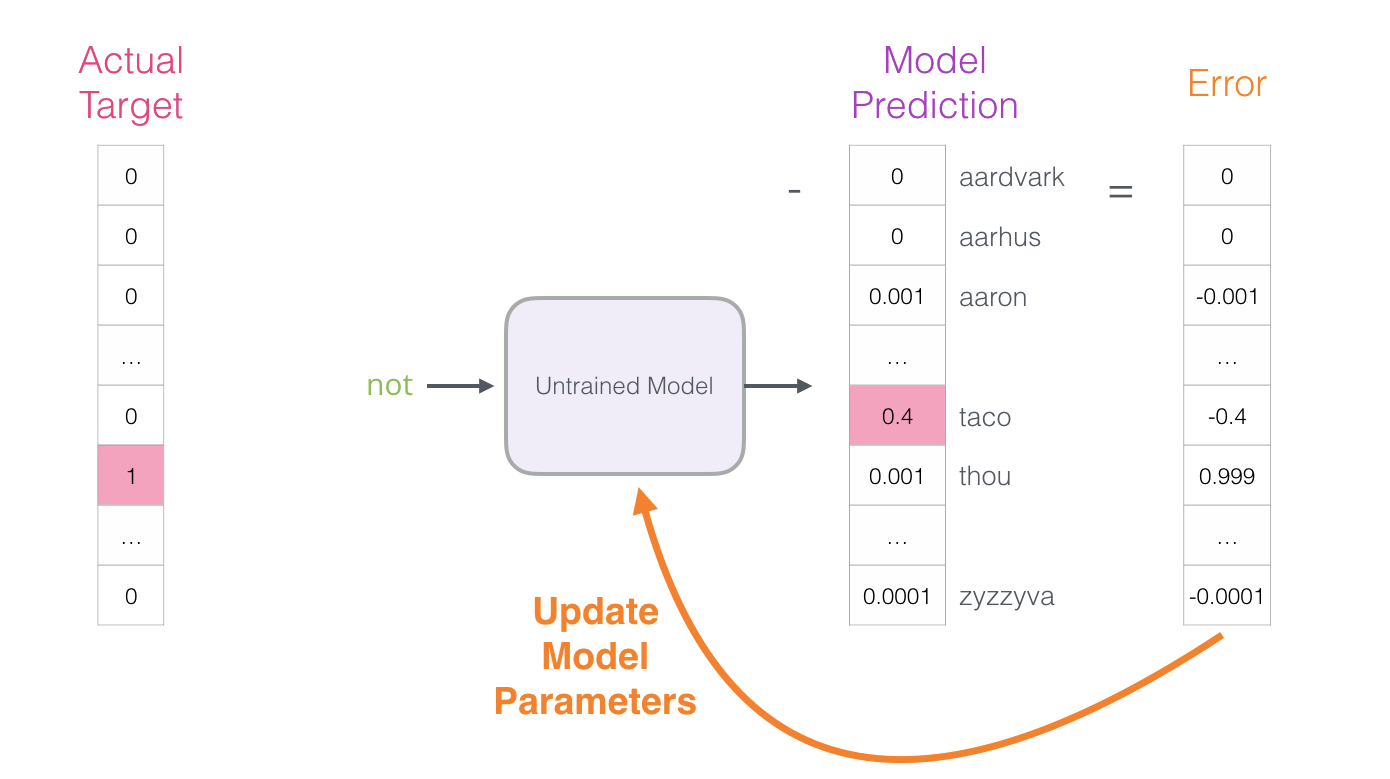 Actual
Target
Model
Prediction
Error
0 - 0 aardvark = 0
0 0 aarhus 0
0 0.001 aaron -0.001
... ... ...
not Untrained Model
0 0.4 taco -0.4
1 0.001 thou 0.999
... ... ...
0 0.0001 zyzzyva -0.0001
Update
Model
Parameters